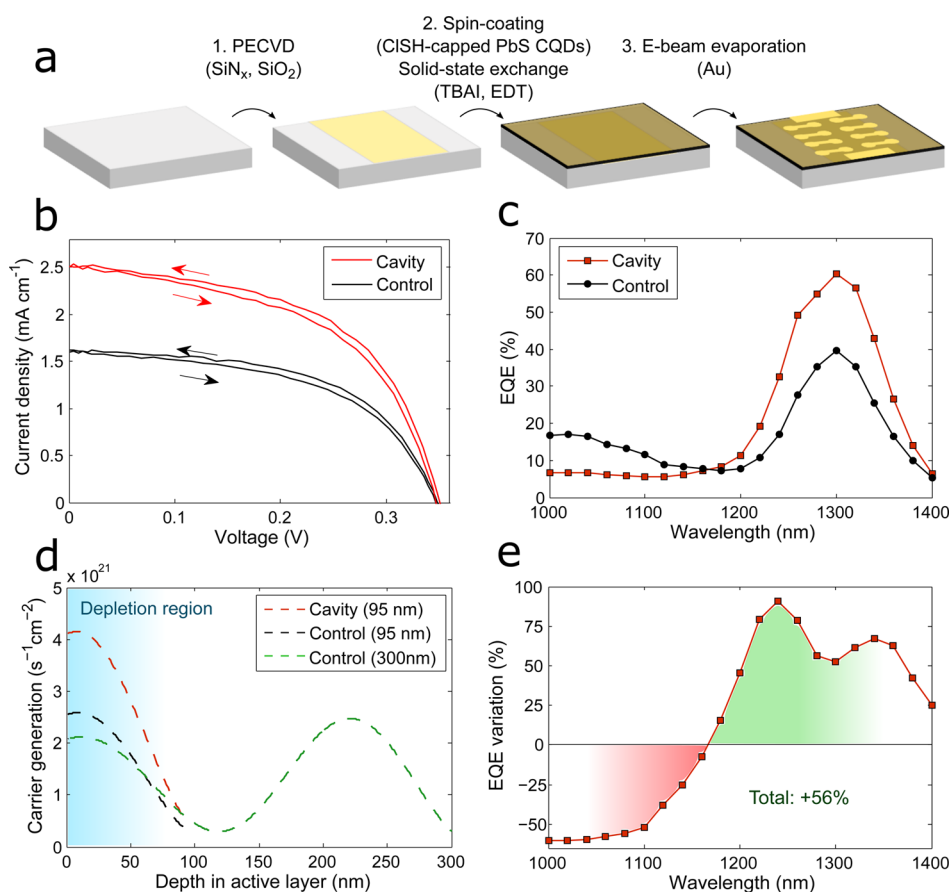 a
1. PECVD
(SiNx, SiO2)
2. Spin-coating
(ClSH-capped PbS CQDs)
Solid-state exchange
(TBAI, EDT)
3. E-beam evaporation
(Au)
b
Current density (mA cm⁻¹)
3
2.5
2
1.5
1
0.5
0
0 0.1 0.2 0.3
Voltage (V)
Cavity
Control
c
EQE (%)
70
60
50
40
30
20
10
0
1000 1100 1200 1300 1400
Wavelength (nm)
Cavity
Control
d
x 10²¹
Carrier generation (s⁻¹cm⁻²)
5
4
3
2
1
0
0 50 100 150 200 250 300
Depth in active layer (nm)
Depletion region
Cavity (95 nm)
Control (95 nm)
Control (300nm)
e
EQE variation (%)
100
75
50
25
0
−25
−50
1000 1100 1200 1300 1400
Wavelength (nm)
Total: +56%